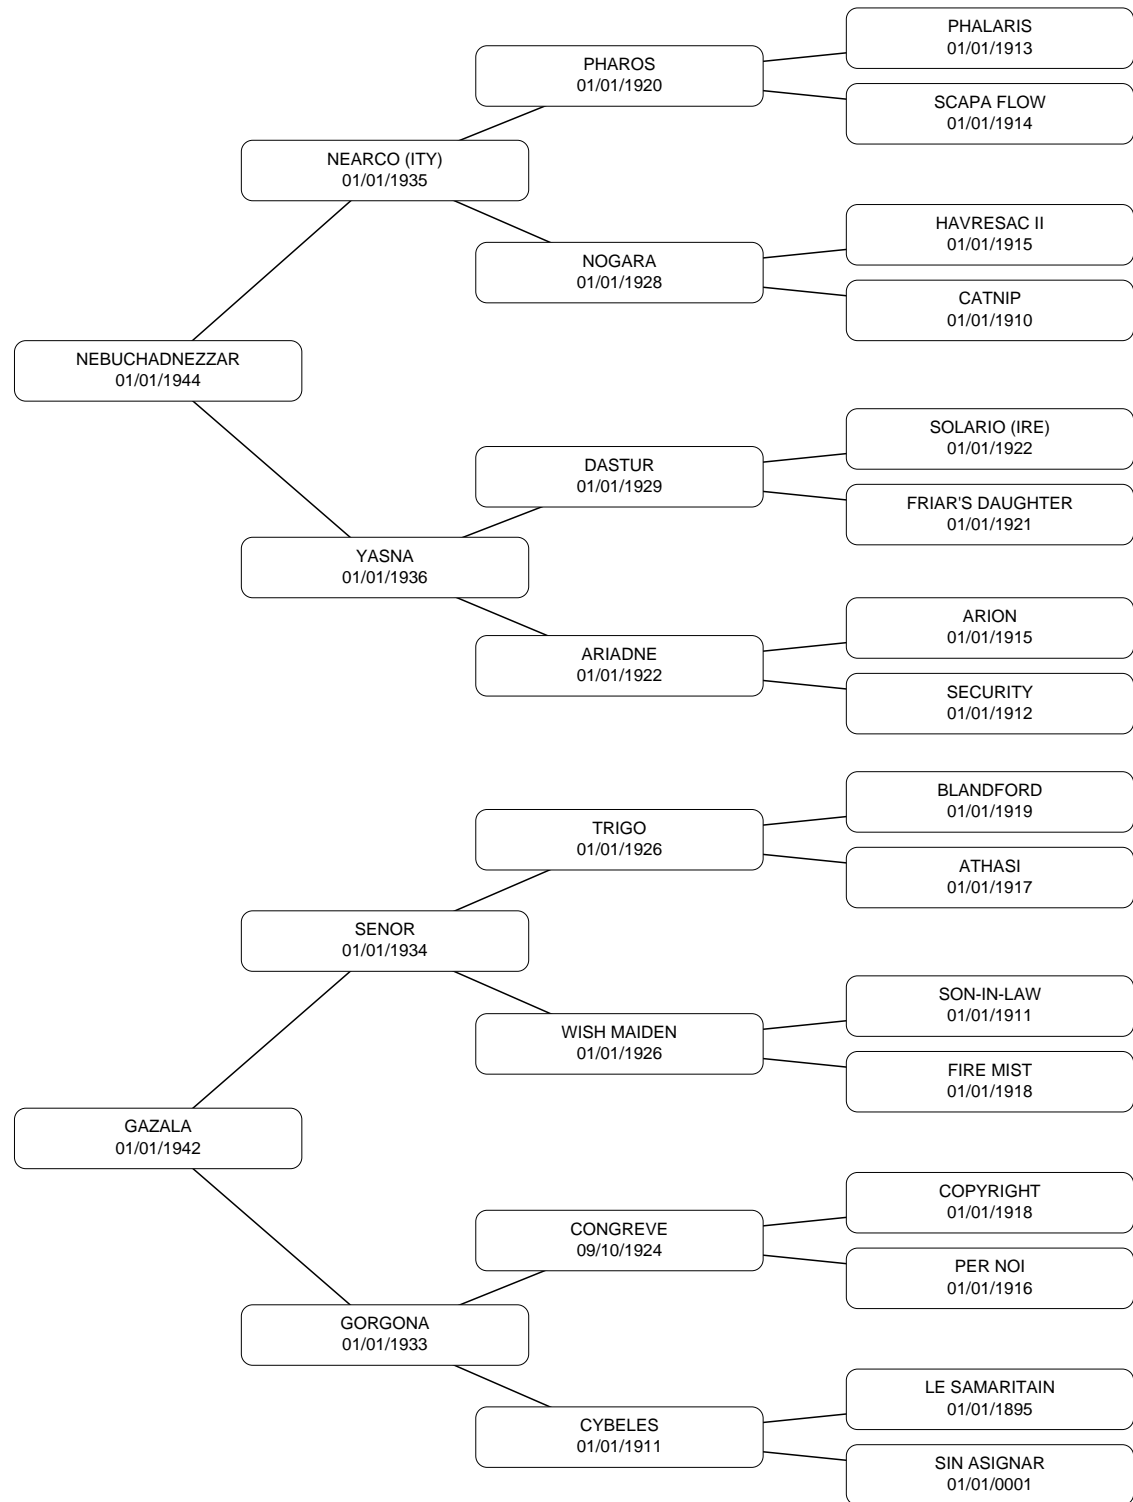 PHALARIS
01/01/1913
PHAROS
01/01/1920
SCAPA FLOW
01/01/1914
NEARCO (ITY)
01/01/1935
HAVRESAC II
01/01/1915
NOGARA
01/01/1928
CATNIP
01/01/1910
NEBUCHADNEZZAR
01/01/1944
SOLARIO (IRE)
01/01/1922
DASTUR
01/01/1929
FRIAR'S DAUGHTER
01/01/1921
YASNA
01/01/1936
ARION
01/01/1915
ARIADNE
01/01/1922
SECURITY
01/01/1912
BLANDFORD
01/01/1919
TRIGO
01/01/1926
ATHASI
01/01/1917
SENOR
01/01/1934
SON-IN-LAW
01/01/1911
WISH MAIDEN
01/01/1926
FIRE MIST
01/01/1918
GAZALA
01/01/1942
COPYRIGHT
01/01/1918
CONGREVE
09/10/1924
PER NOI
01/01/1916
GORGONA
01/01/1933
LE SAMARITAIN
01/01/1895
CYBELES
01/01/1911
SIN ASIGNAR
01/01/0001